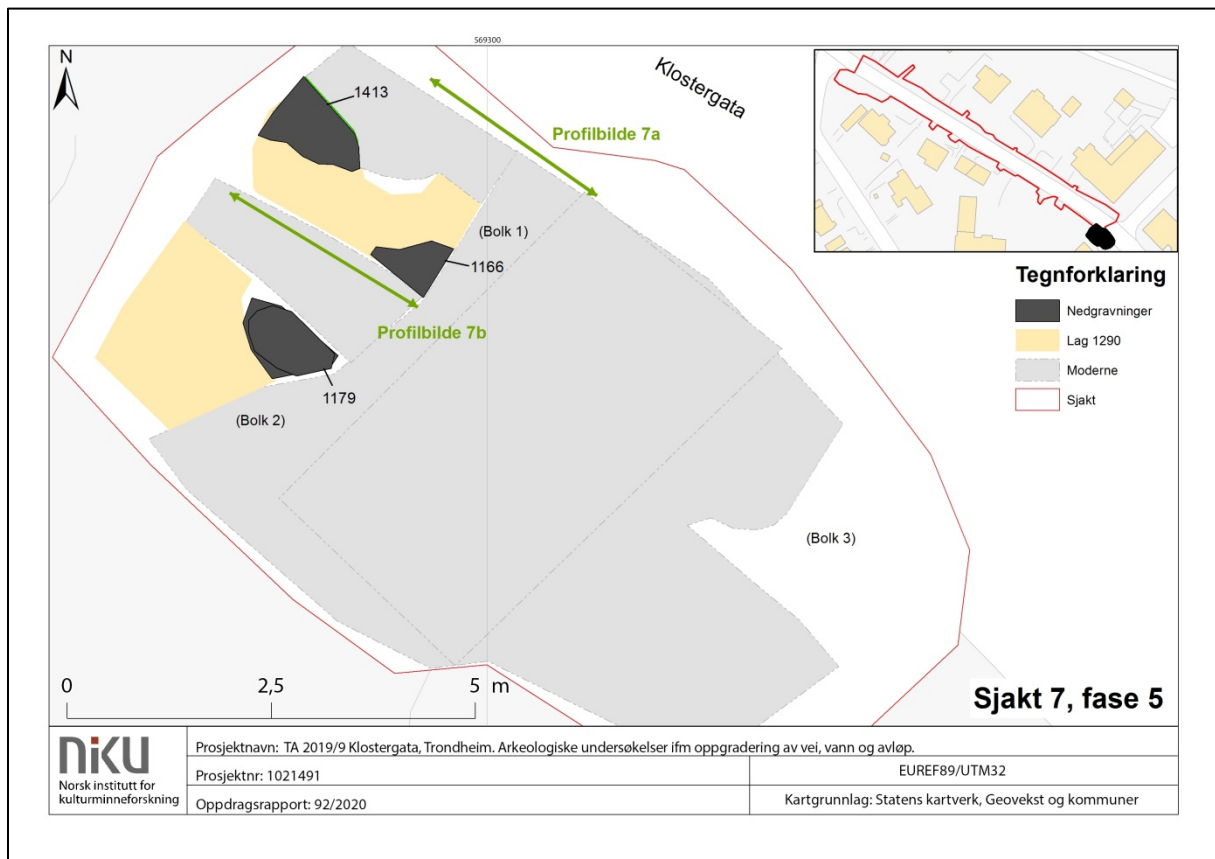 569300
N
Klostergata
1413
Profilbilde 7a
(Bolk 1)
1166
Profilbilde 7b
1179
(Bolk 2)
(Bolk 3)
Tegnforklaring
Nedgravninger
Lag 1290
Moderne
Sjakt
0 2,5 5 m
Sjakt 7, fase 5
NIKU
Norsk institutt for
kulturminneforskning
Prosjektnavn: TA 2019/9 Klostergata, Trondheim. Arkeologiske undersøkelser ifm oppgradering av vei, vann og avløp.
Prosjektnr: 1021491
EUREF89/UTM32
Oppdragsrapport: 92/2020
Kartgrunnlag: Statens kartverk, Geovekst og kommuner